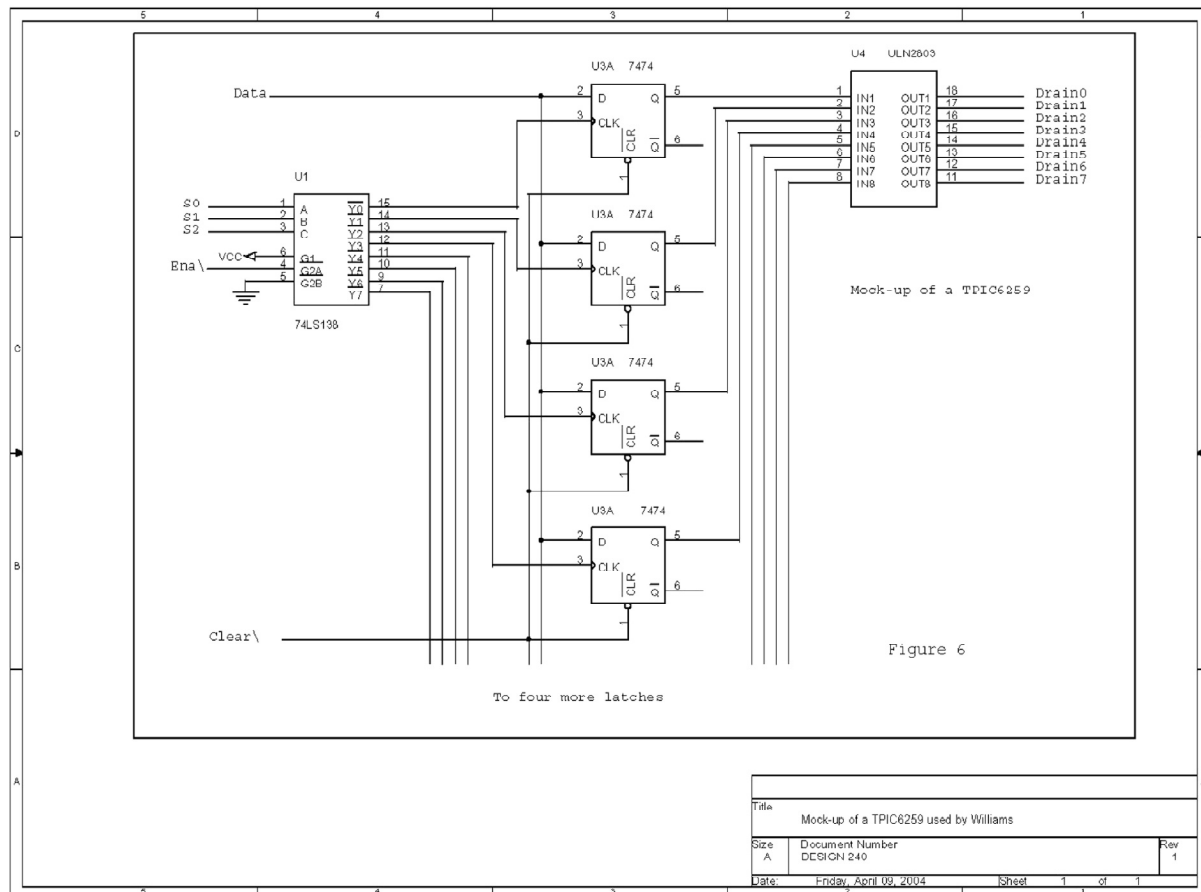 5 4 3 2 1
U3A 7474
U4 ULN2803
Data
2 D Q 5
3 CLK
CLR
Q 6
1
1 IN1 OUT1 18 Drain0
2 IN2 OUT2 17 Drain1
3 IN3 OUT3 16 Drain2
4 IN4 OUT4 15 Drain3
5 IN5 OUT5 14 Drain4
6 IN6 OUT6 13 Drain5
7 IN7 OUT7 12 Drain6
8 IN8 OUT8 11 Drain7
D
U1
S0 1 A Y0 15
S1 2 B Y1 14
S2 3 C Y2 13
Y3 12
VCC 6 G1 Y4 11
Ena\ 4 G2A Y5 10
5 G2B Y6 9
Y7 7
74LS138
U3A 7474
2 D Q 5
3 CLK
CLR
Q 6
1
Mock-up of a TPIC6259
C
U3A 7474
2 D Q 5
3 CLK
CLR
Q 6
1
U3A 7474
2 D Q 5
3 CLK
CLR
Q 6
1
B
Clear\
Figure 6
To four more latches
A
Title
Mock-up of a TPIC6259 used by Williams
Size Document Number Rev
A DESIGN 240 1
Date: Friday, April 09, 2004 Sheet 1 of 1